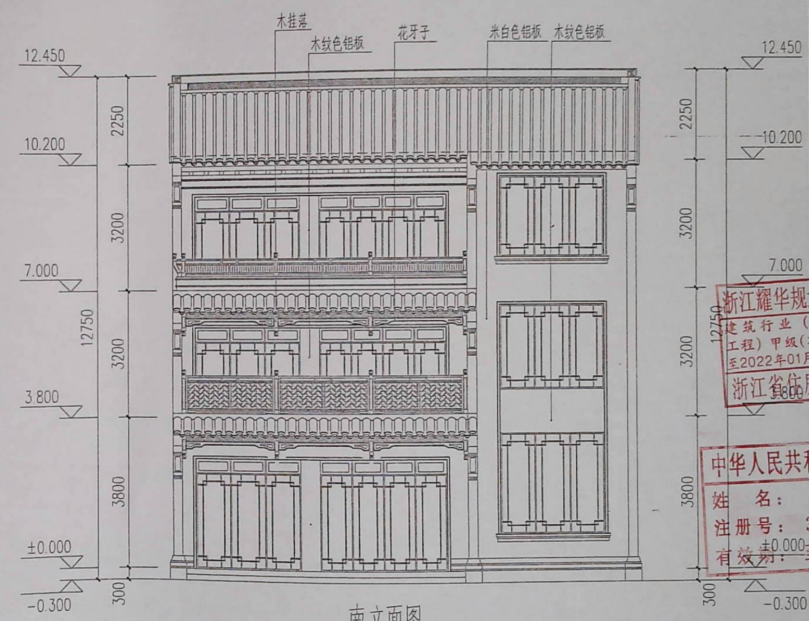 木挂落
木纹色铝板
花牙子
米白色铝板
木纹色铝板
12.450
12.450
2250
2250
10.200
10.200
3200
3200
7.000
7.000
12750
12750
3200
3200
3.800
3.800
3800
3800
±0.000
±0.000
300
300
-0.300
-0.300
南立面图
浙江耀华规
建筑行业（
工程）甲级(
至2022年01月
浙江省住
中华人民共和
姓 名：
注册号：3
有效期：